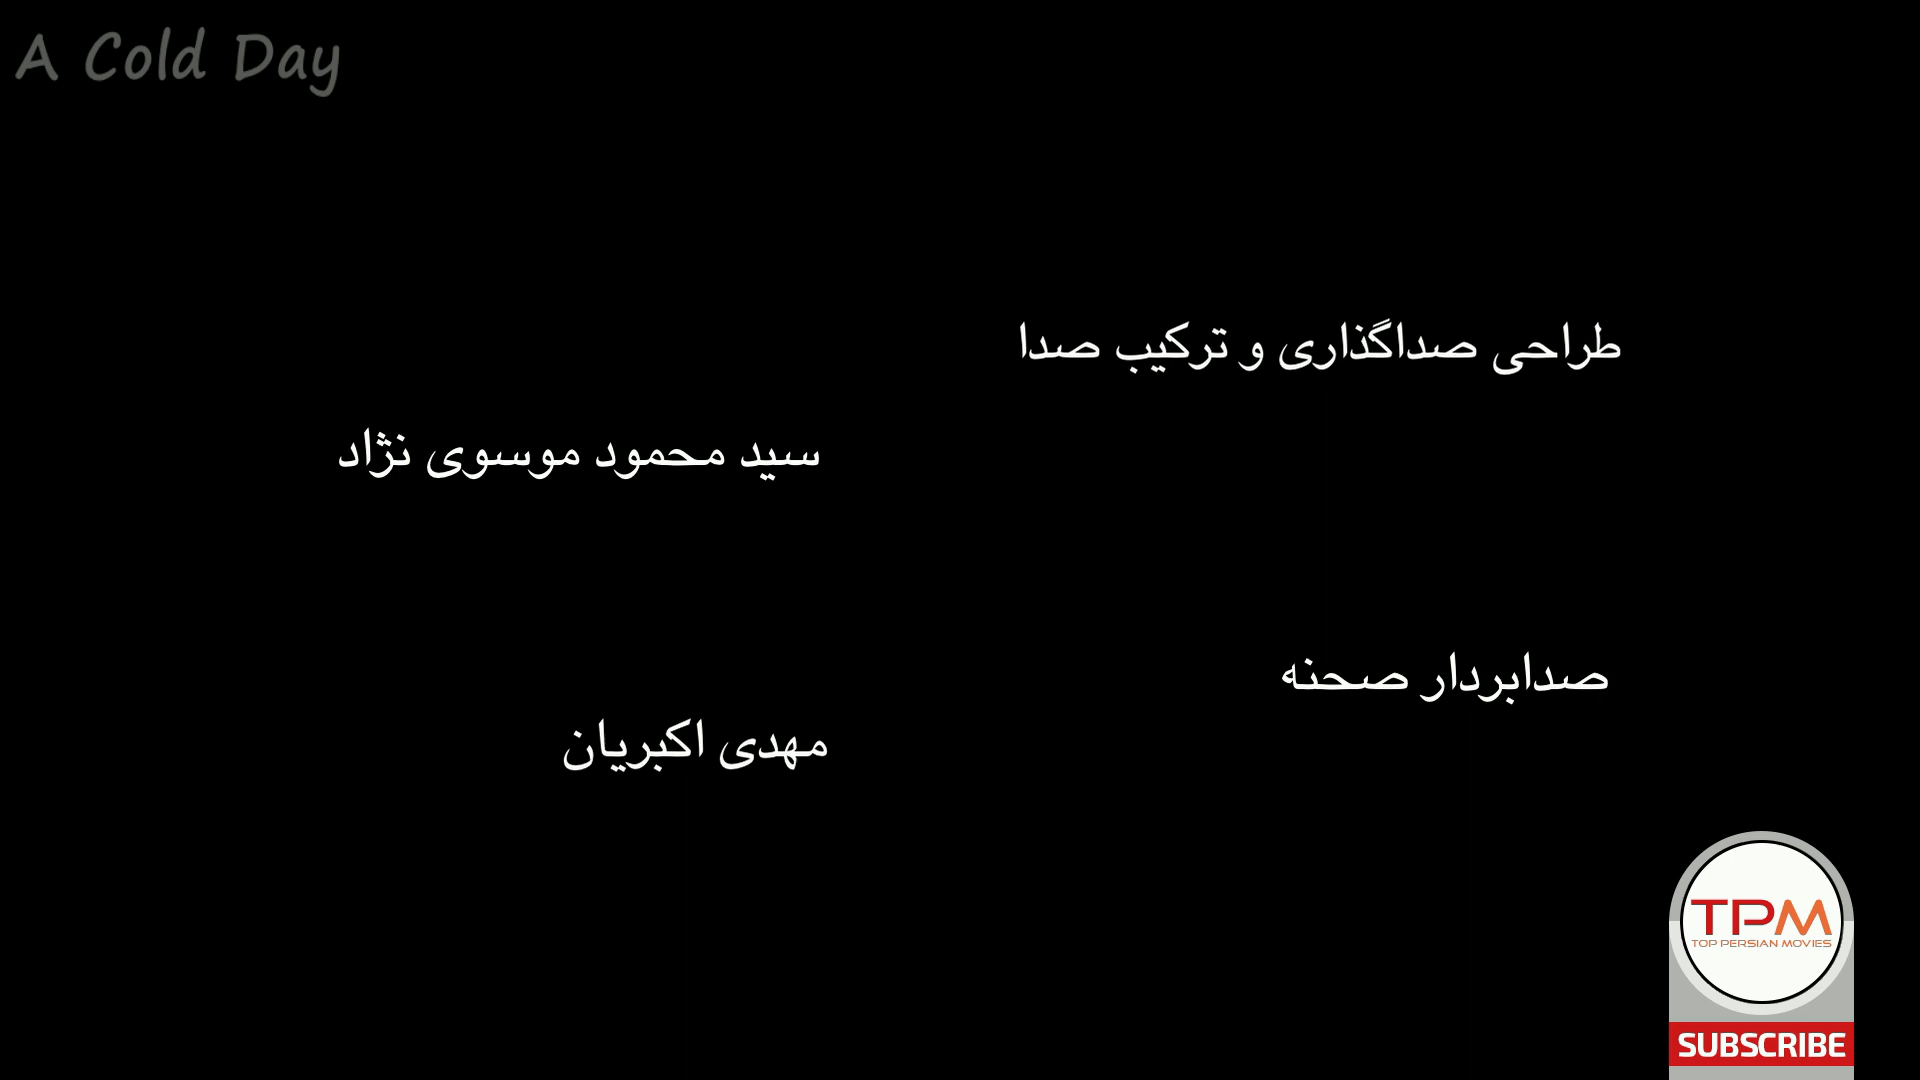 A Cold Day
طراحی صداگذاری و ترکیب صدا
سید محمود موسوی نژاد
صدابردار صحنه
مهدی اکبریان
TPM
TOP PERSIAN MOVIES
SUBSCRIBE